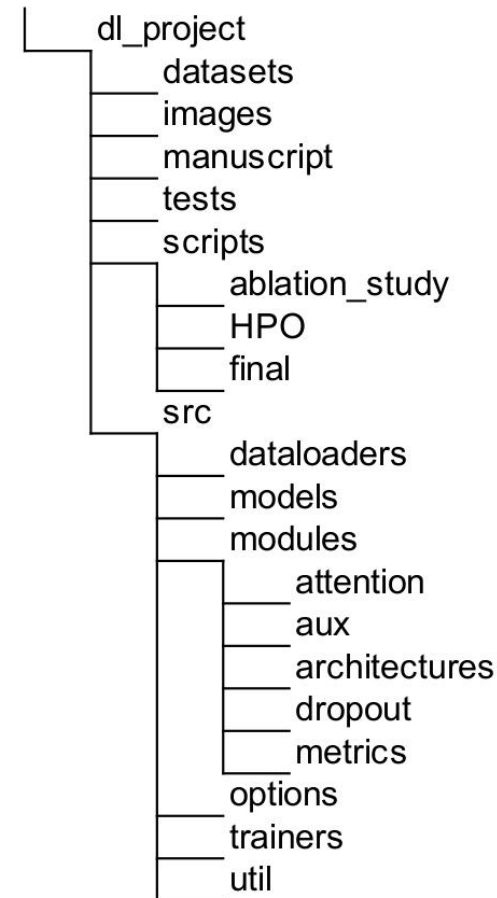 dl_project
datasets
images
manuscript
tests
scripts
ablation_study
HPO
final
src
dataloaders
models
modules
attention
aux
architectures
dropout
metrics
options
trainers
util